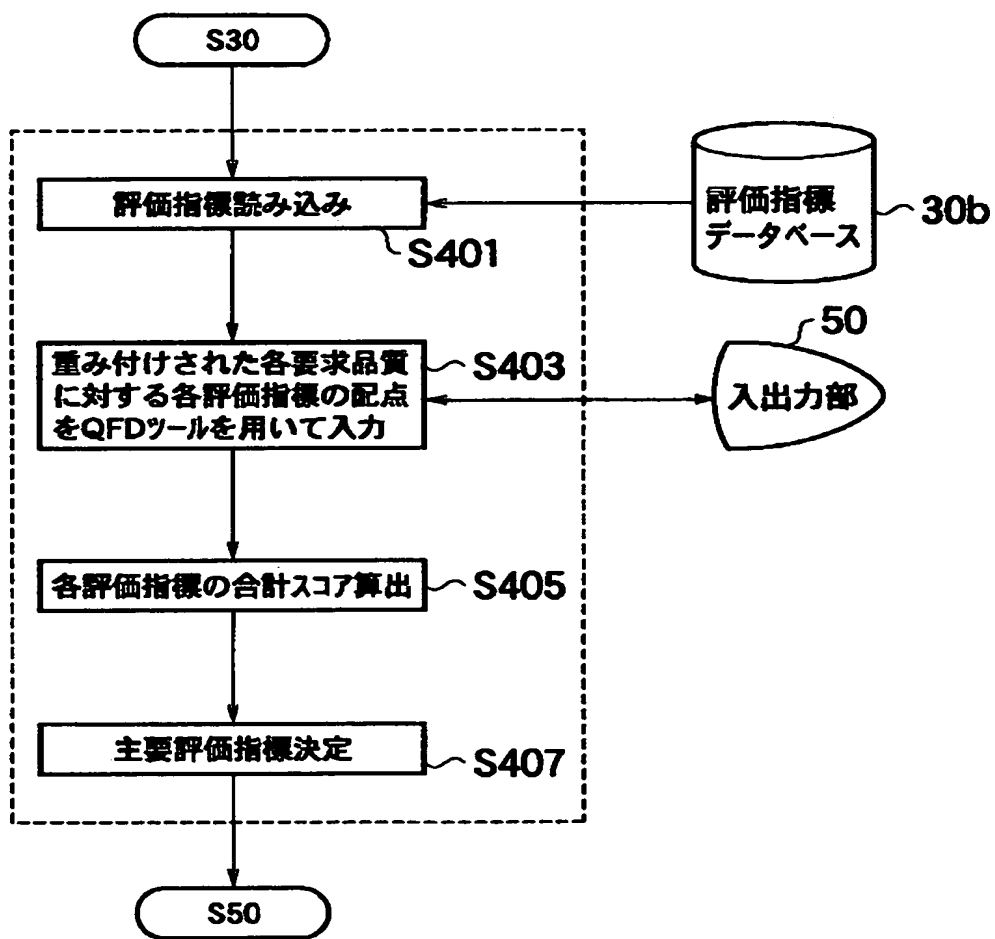 S30
評価指標読み込み
S401
評価指標
データベース
30b
重み付けされた各要求品質
に対する各評価指標の配点
をQFDツールを用いて入力
S403
50
入出力部
各評価指標の合計スコア算出
S405
主要評価指標決定
S407
S50